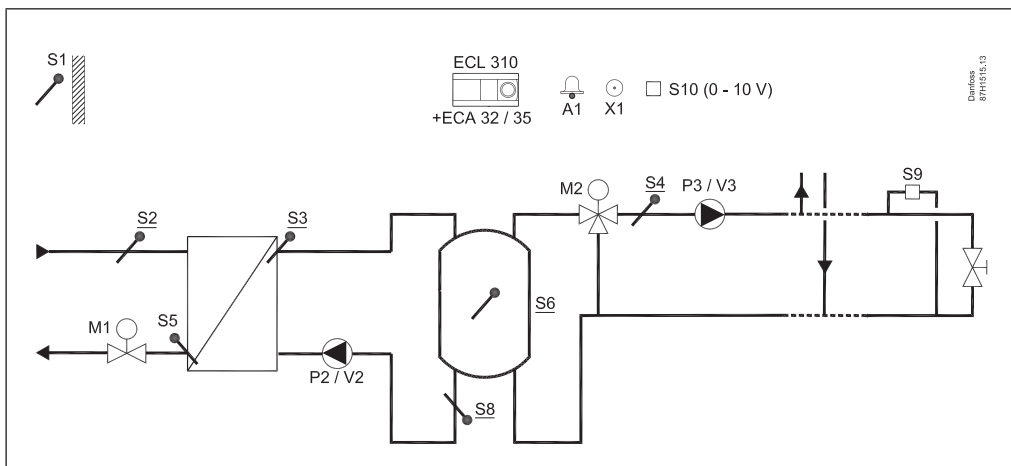 S1
ECL 310
+ECA 32 / 35
A1
X1
S10 (0 - 10 V)
Danfoss
87H1515.13
S2
S3
M2
S4
P3 / V3
S9
M1
S5
P2 / V2
S6
S8